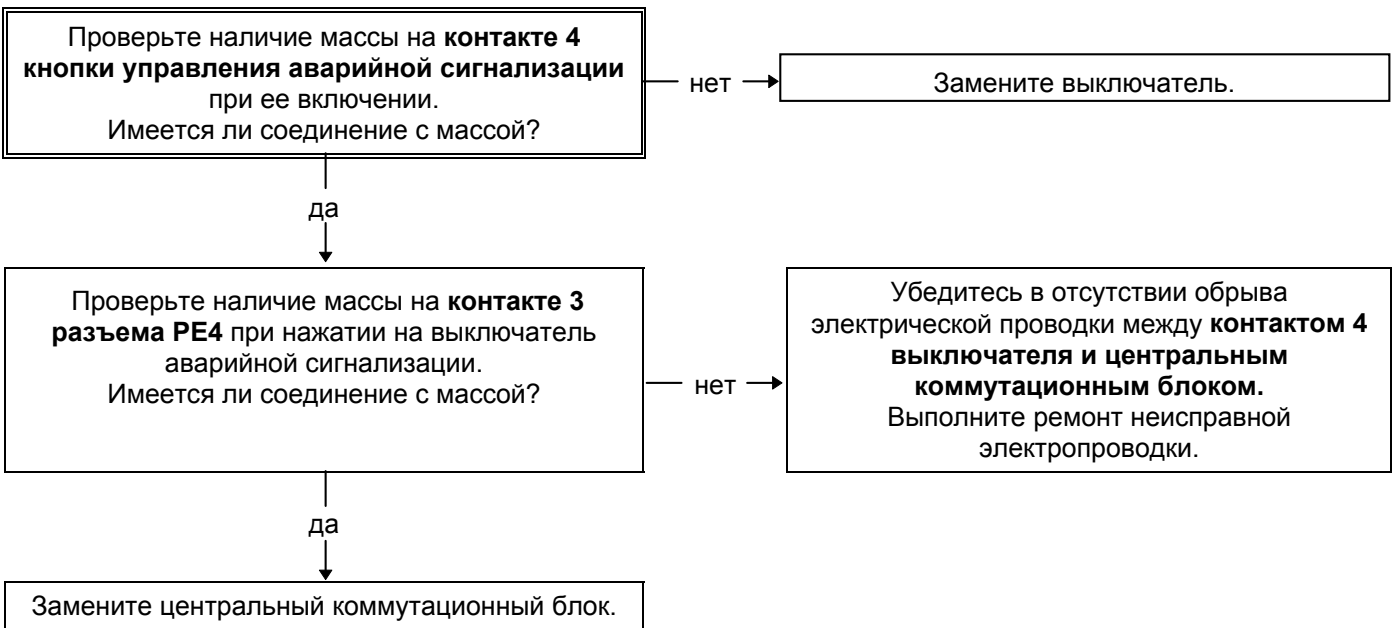 Проверьте наличие массы на контакте 4
кнопки управления аварийной сигнализации
при ее включении.
Имеется ли соединение с массой?
нет
Замените выключатель.
да
Проверьте наличие массы на контакте 3
разъема PE4 при нажатии на выключатель
аварийной сигнализации.
Имеется ли соединение с массой?
нет
Убедитесь в отсутствии обрыва
электрической проводки между контактом 4
выключателя и центральным
коммутационным блоком.
Выполните ремонт неисправной
электропроводки.
да
Замените центральный коммутационный блок.